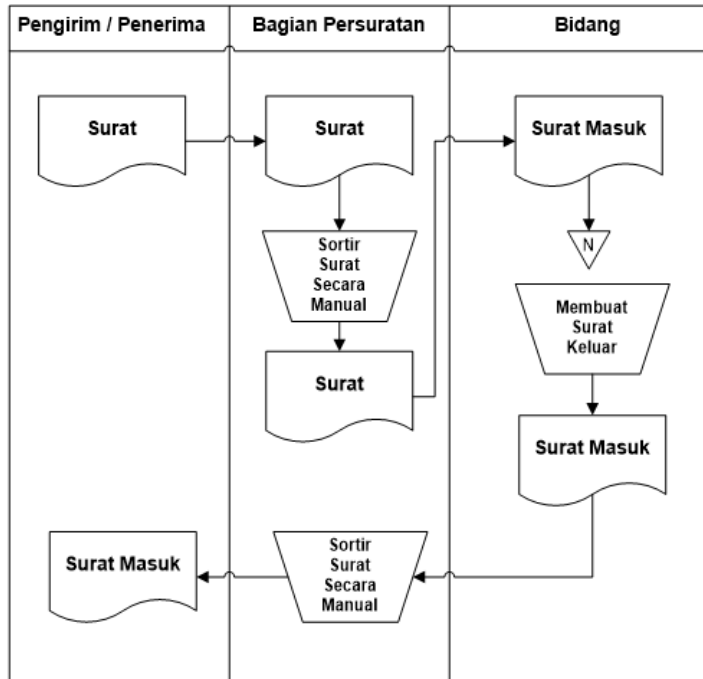 Pengirim / Penerima
Bagian Persuratan
Bidang
Surat
Surat
Surat Masuk
Sortir
Surat
Secara
Manual
N
Membuat
Surat
Keluar
Surat
Surat Masuk
Surat Masuk
Sortir
Surat
Secara
Manual